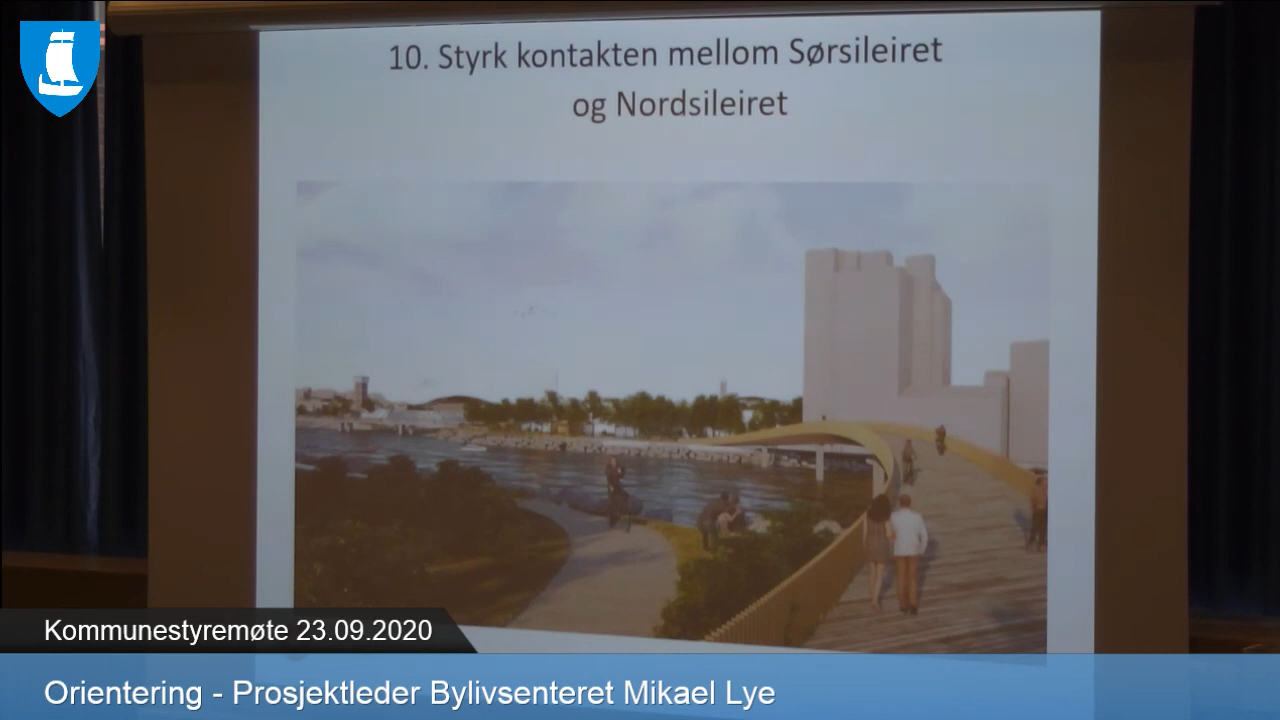 10. Styrk kontakten mellom Sørsileiret
og Nordsileiret
Kommunestyremøte 23.09.2020
Orientering - Prosjektleder Bylivsenteret Mikael Lye